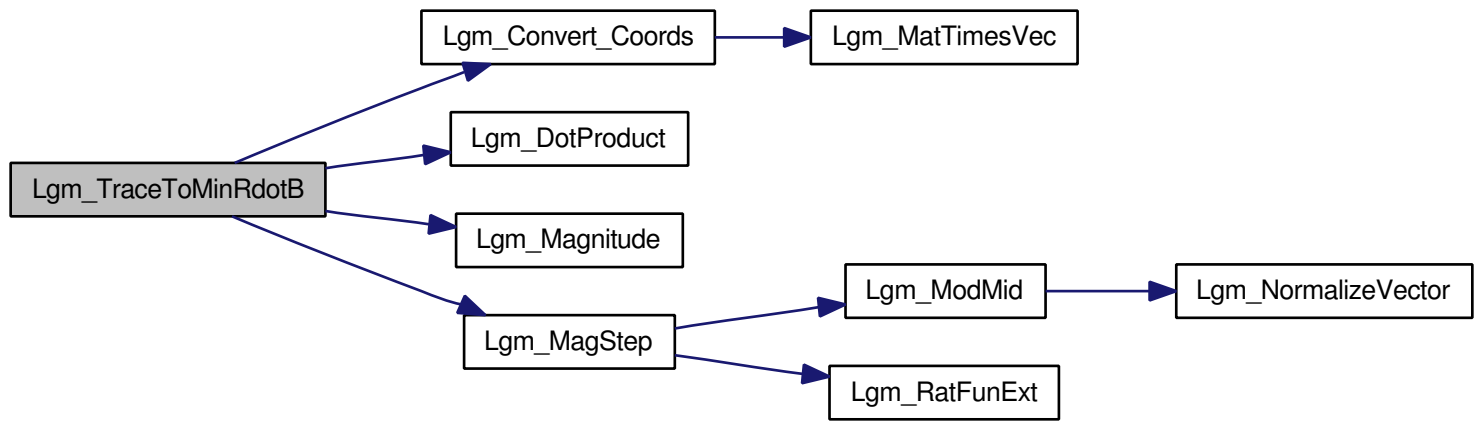 Lgm_Convert_Coords
Lgm_MatTimesVec
Lgm_DotProduct
Lgm_TraceToMinRdotB
Lgm_Magnitude
Lgm_ModMid
Lgm_NormalizeVector
Lgm_MagStep
Lgm_RatFunExt